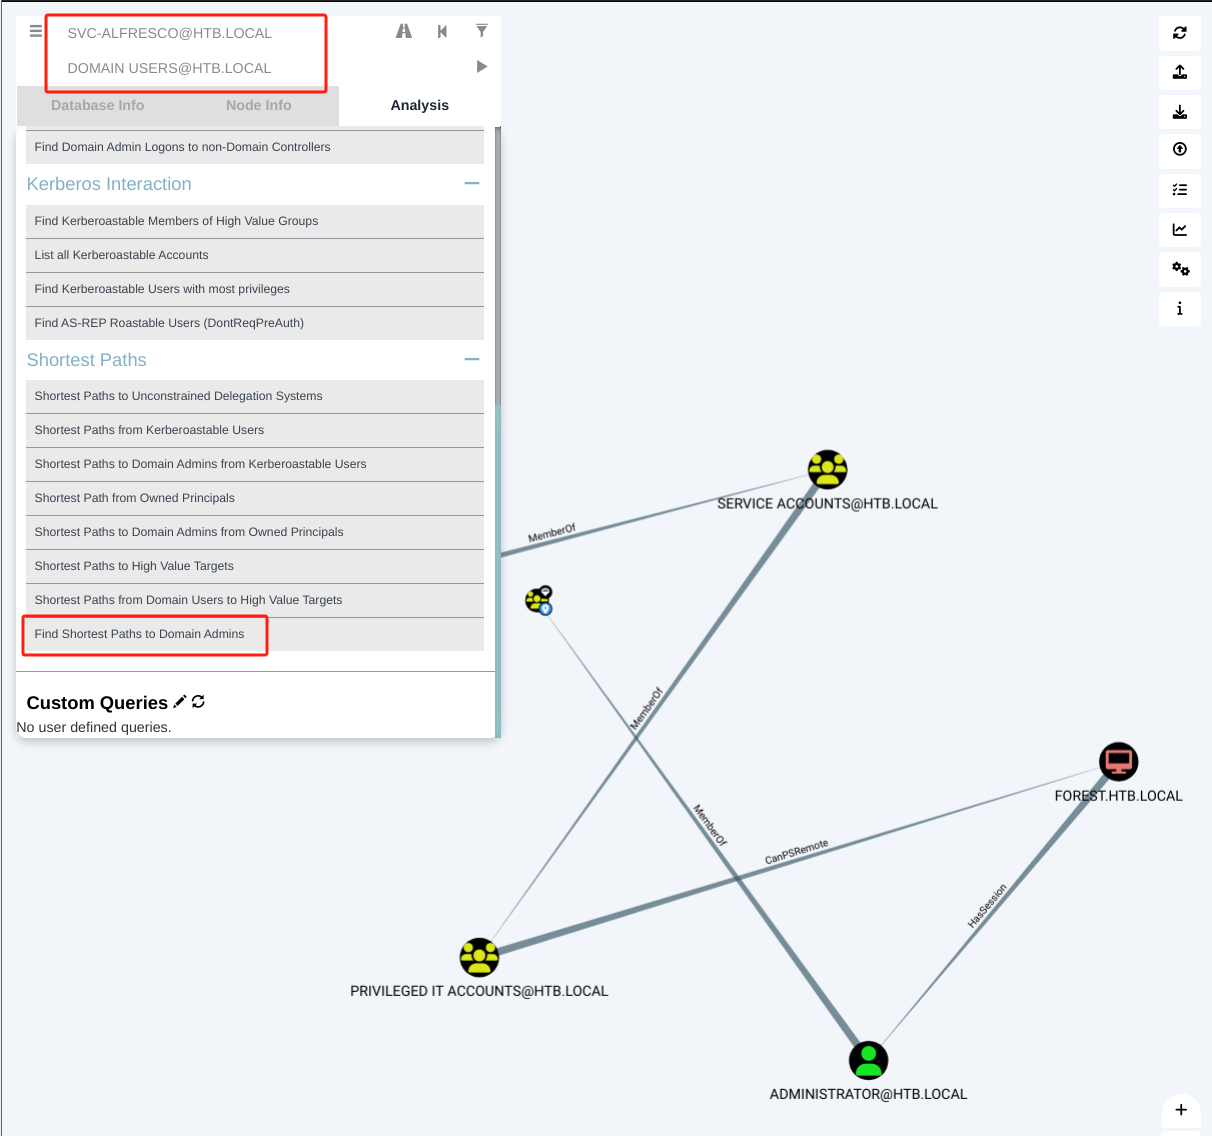 SVC-ALFRESCO@HTB.LOCAL
DOMAIN USERS@HTB.LOCAL
Database Info
Node Info
Analysis
Find Domain Admin Logons to non-Domain Controllers
Kerberos Interaction
Find Kerberoastable Members of High Value Groups
List all Kerberoastable Accounts
Find Kerberoastable Users with most privileges
Find AS-REP Roastable Users (DontReqPreAuth)
Shortest Paths
Shortest Paths to Unconstrained Delegation Systems
Shortest Paths from Kerberoastable Users
Shortest Paths to Domain Admins from Kerberoastable Users
Shortest Path from Owned Principals
Shortest Paths to Domain Admins from Owned Principals
Shortest Paths to High Value Targets
Shortest Paths from Domain Users to High Value Targets
Find Shortest Paths to Domain Admins
Custom Queries
No user defined queries.
SERVICE ACCOUNTS@HTB.LOCAL
MemberOf
MemberOf
FOREST.HTB.LOCAL
MemberOf
CanPSRemote
HasSession
PRIVILEGED IT ACCOUNTS@HTB.LOCAL
ADMINISTRATOR@HTB.LOCAL